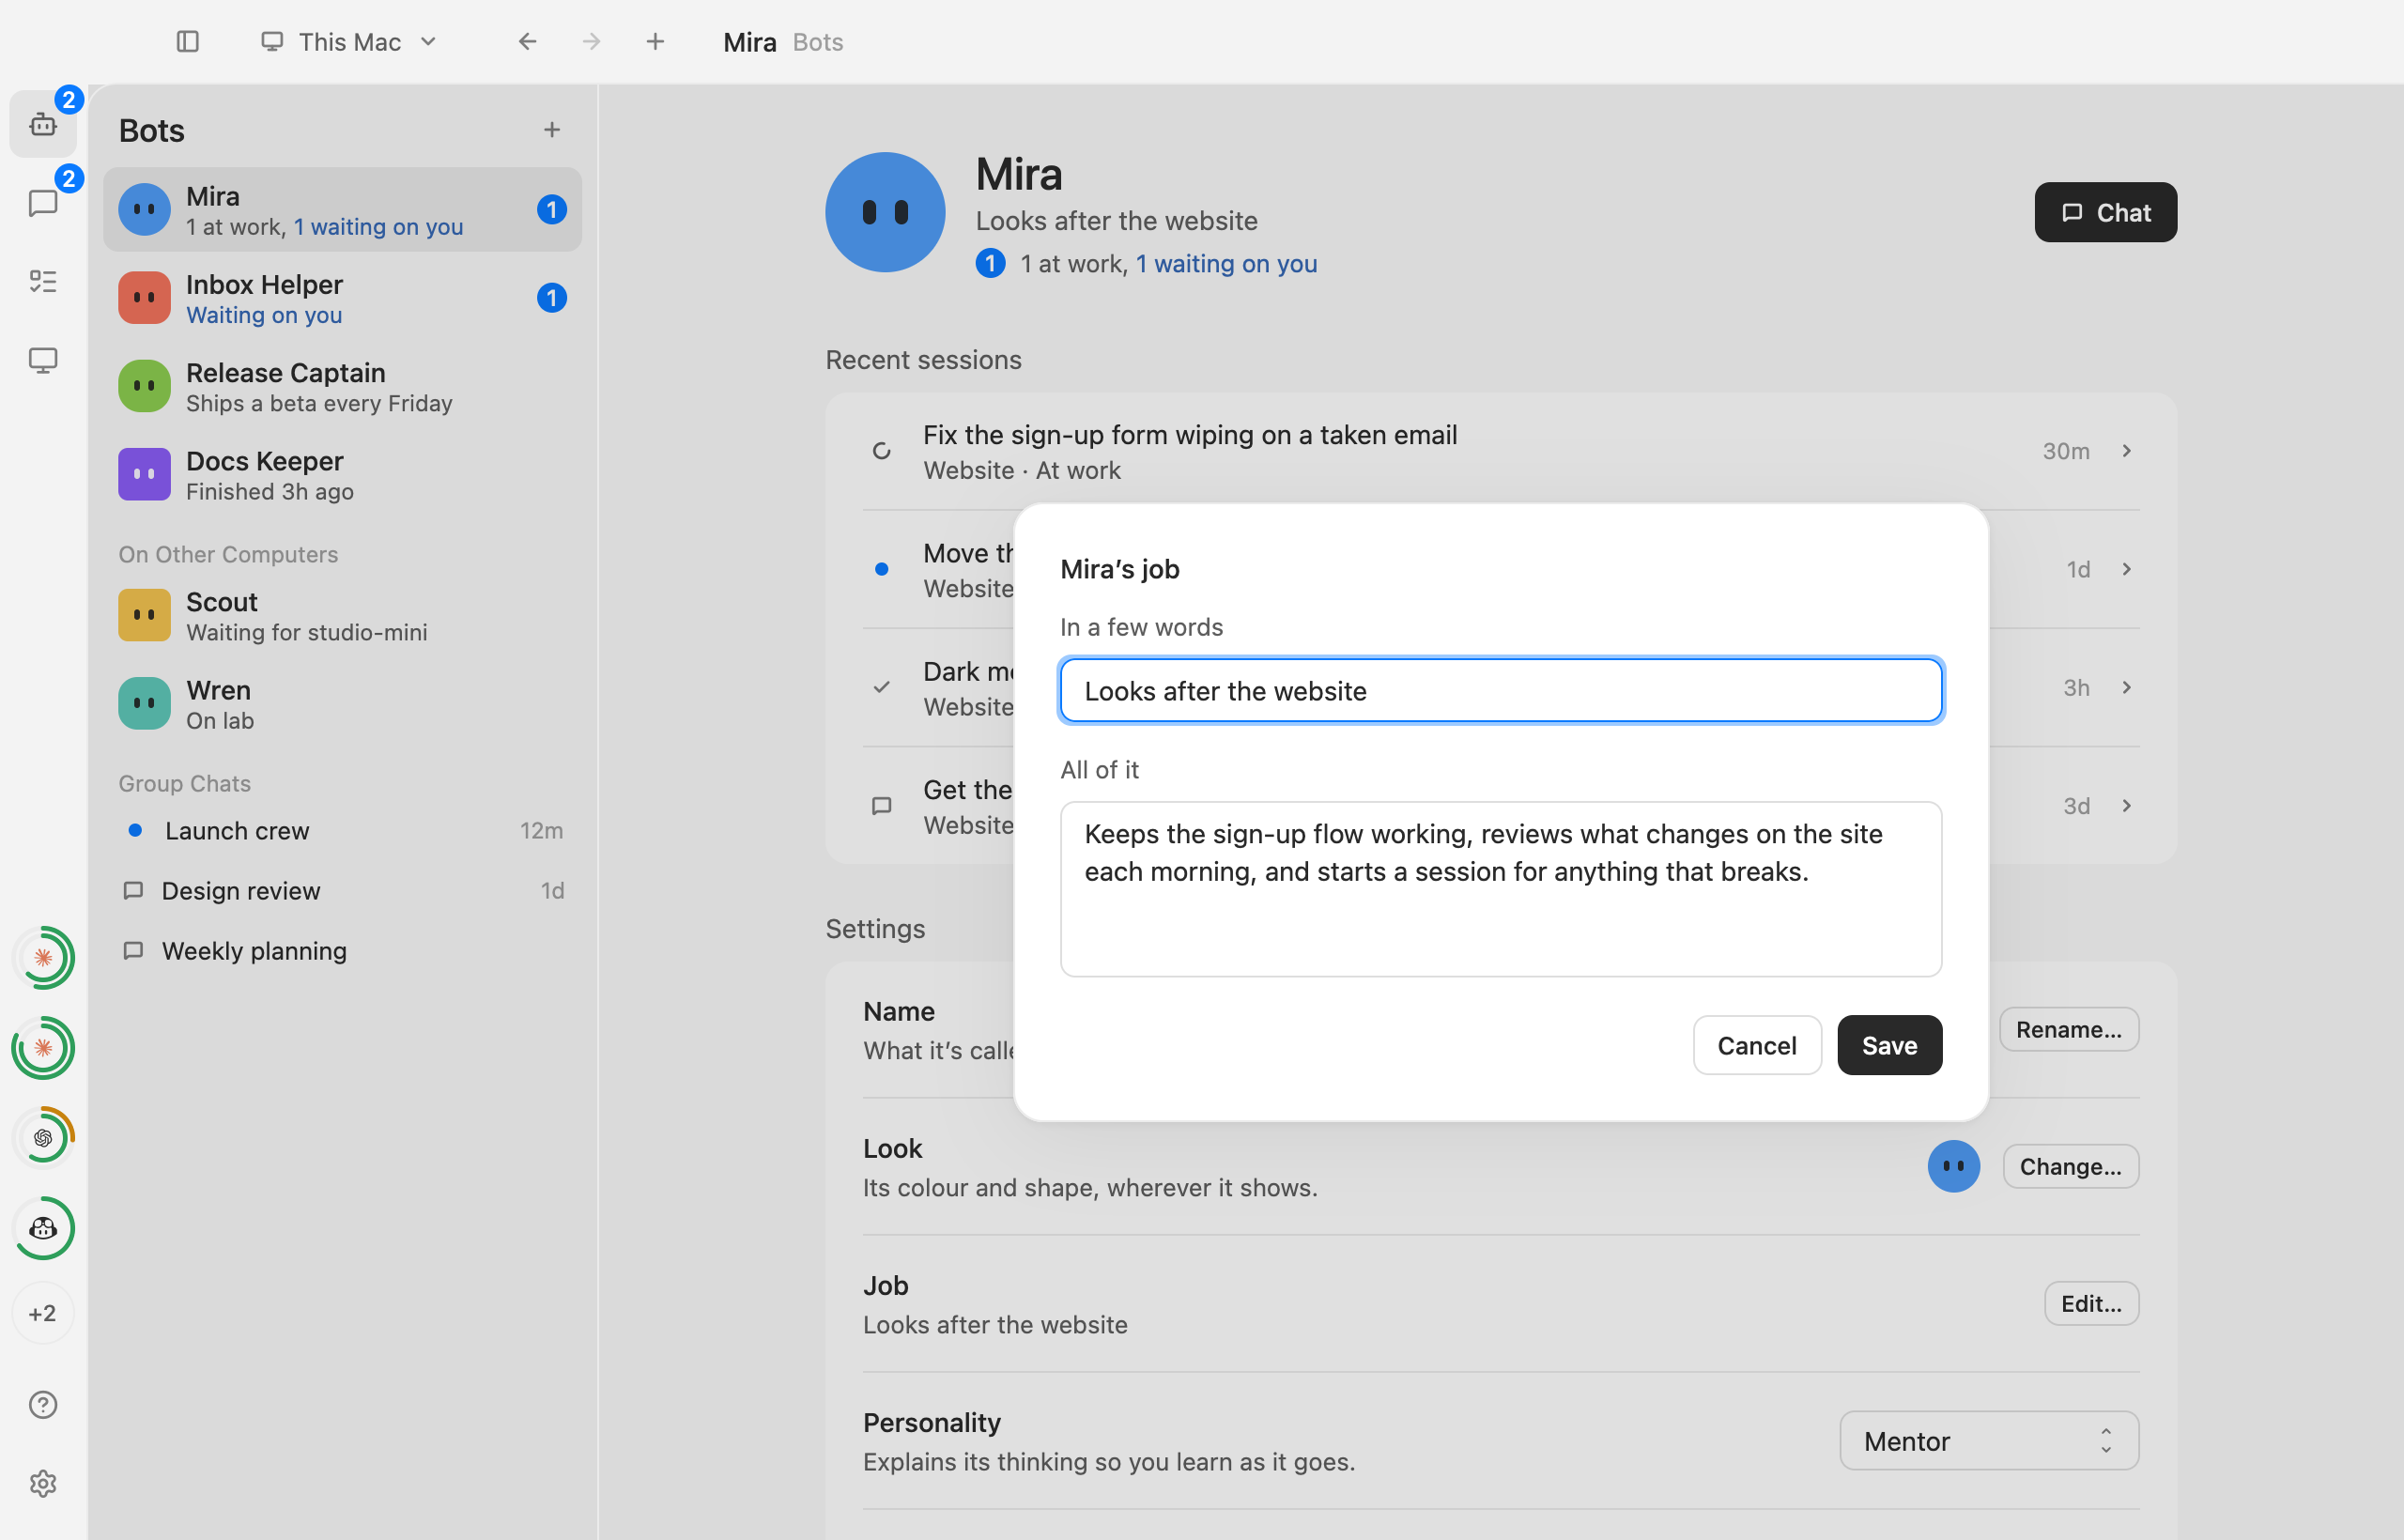 This Mac
Mira Bots
2
2
Bots
Mira
1 at work, 1 waiting on you
1
Inbox Helper
Waiting on you
1
Release Captain
Ships a beta every Friday
Docs Keeper
Finished 3h ago
On Other Computers
Scout
Waiting for studio-mini
Wren
On lab
Group Chats
Launch crew
12m
Design review
1d
Weekly planning
+2
Mira
Looks after the website
1 1 at work, 1 waiting on you
Chat
Recent sessions
Fix the sign-up form wiping on a taken email
Website · At work
30m
Move
Website
1d
Dark
Website
3h
Get the
Website
3d
Mira’s job
In a few words
Looks after the website
All of it
Keeps the sign-up flow working, reviews what changes on the site
each morning, and starts a session for anything that breaks.
Cancel
Save
Settings
Name
What it’s
Rename...
Look
Its colour and shape, wherever it shows.
Change...
Job
Looks after the website
Edit...
Personality
Explains its thinking so you learn as it goes.
Mentor